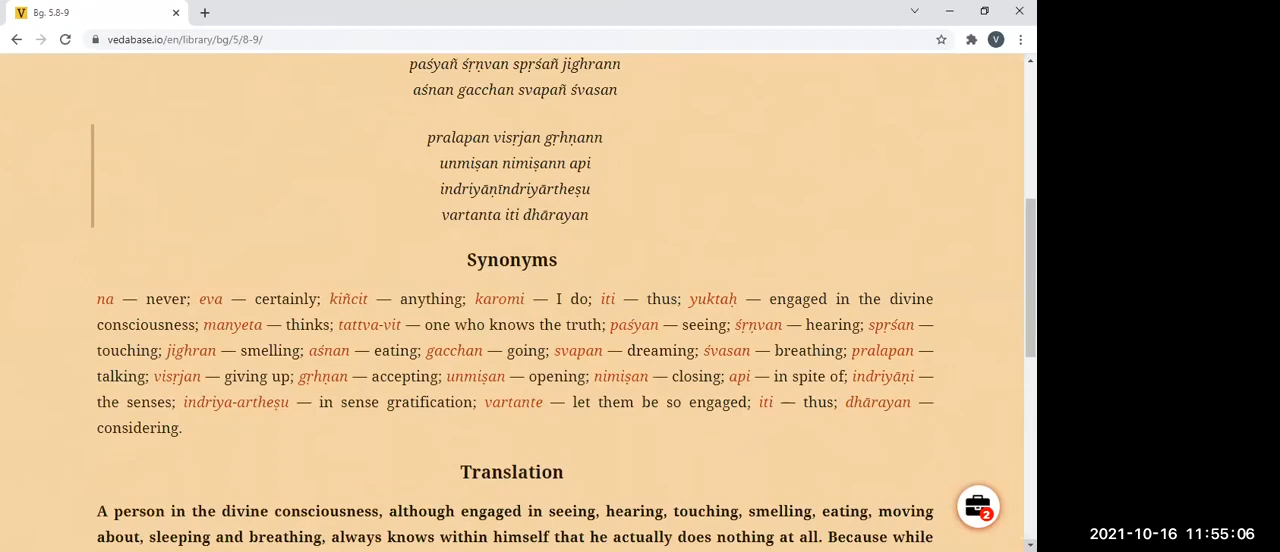 Bg. 5.8-9
vedabase.io/en/library/bg/5/8-9/
V
paśyañ śṛṇvan spṛśañ jighrann
aśnan gacchan svapañ śvasan
pralapan visṛjan gṛhṇann
unmiṣan nimiṣann api
indriyāṇīndriyārtheṣu
vartanta iti dhārayan
Synonyms
na — never; eva — certainly; kiñcit — anything; karomi — I do; iti — thus; yuktaḥ — engaged in the divine
consciousness; manyeta — thinks; tattva-vit — one who knows the truth; paśyan — seeing; śṛṇvan — hearing; spṛśan —
touching; jighran — smelling; aśnan — eating; gacchan — going; svapan — dreaming; śvasan — breathing; pralapan —
talking; visṛjan — giving up; gṛhṇan — accepting; unmiṣan — opening; nimiṣan — closing; api — in spite of; indriyāṇi —
the senses; indriya-artheṣu — in sense gratification; vartante — let them be so engaged; iti — thus; dhārayan —
considering.
Translation
A person in the divine consciousness, although engaged in seeing, hearing, touching, smelling, eating, moving
about, sleeping and breathing, always knows within himself that he actually does nothing at all. Because while
2
2021-10-16 11:55:06